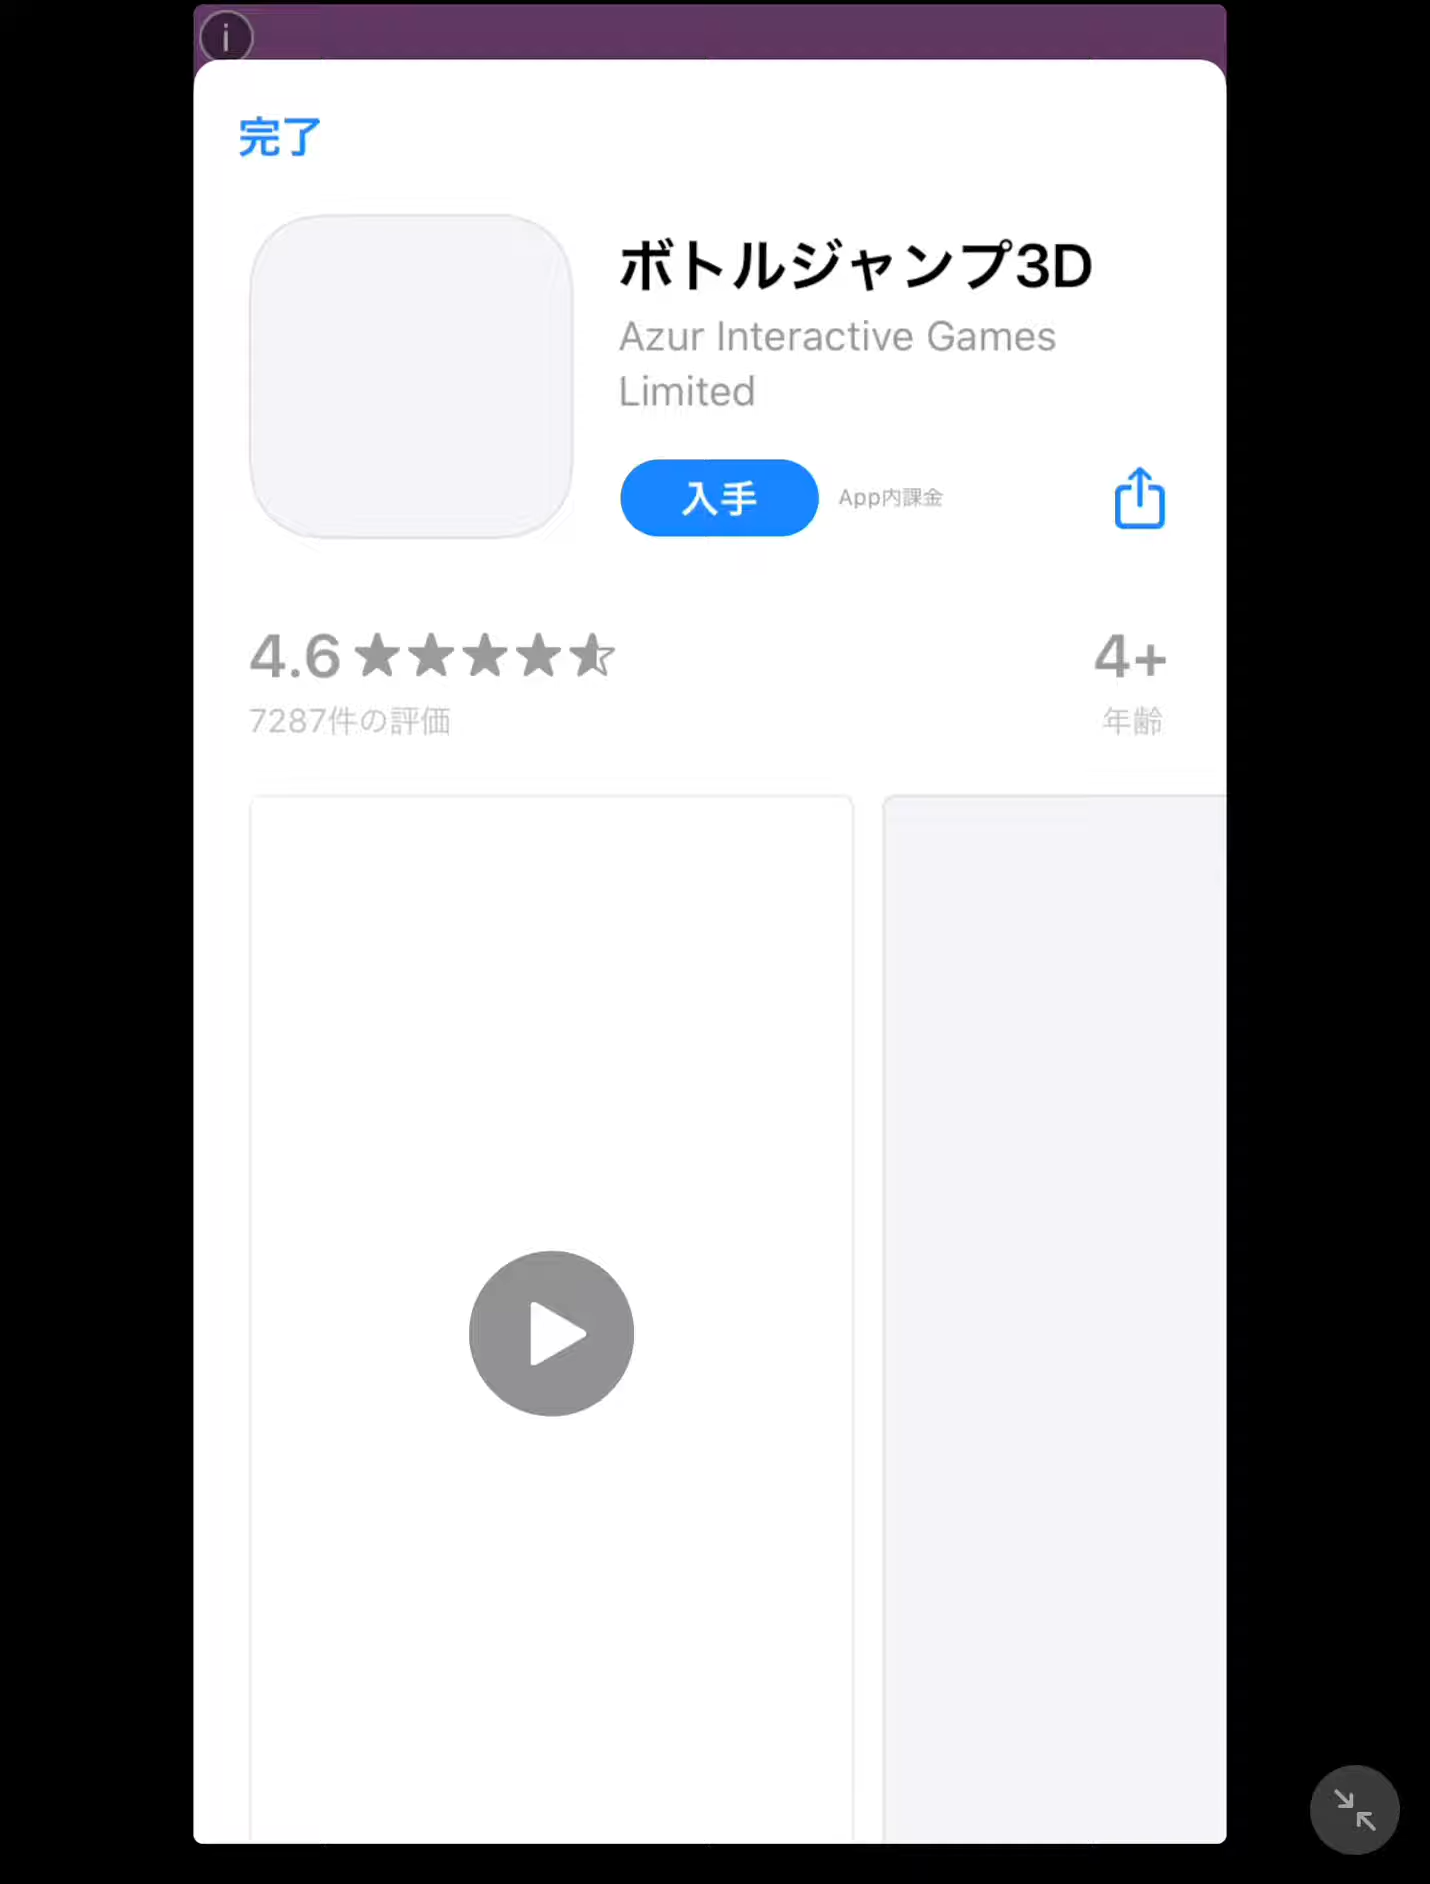 完了
ボトルジャンプ3D
Azur Interactive Games
Limited
入手
App内課金
4.6
4+
7287件の評価
年齢